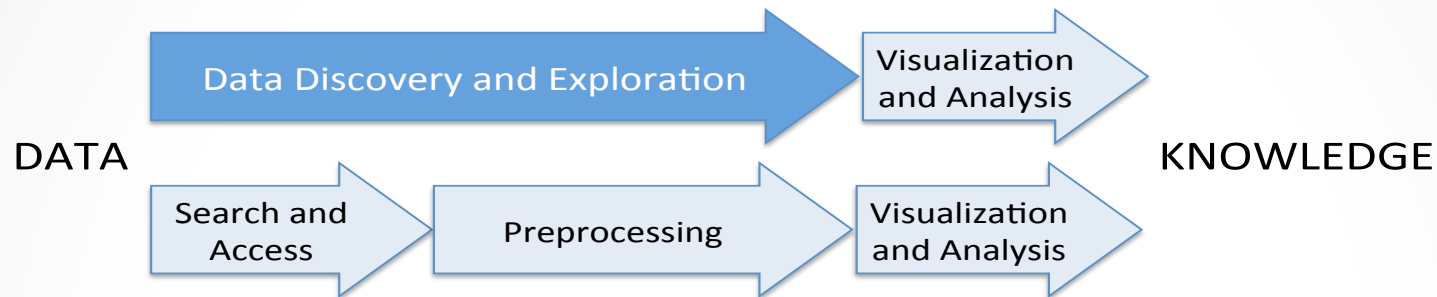 Data Discovery and Exploration
Visualization
and Analysis
DATA
KNOWLEDGE
Search and
Access
Preprocessing
Visualization
and Analysis